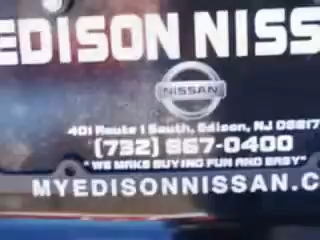 EDISON NISS
NISSAN
401 Route 1 South, Edison, NJ 08817
(732) 867-0400
"WE MAKE BUYING FUN AND EASY"
MYEDISONNISSAN.C